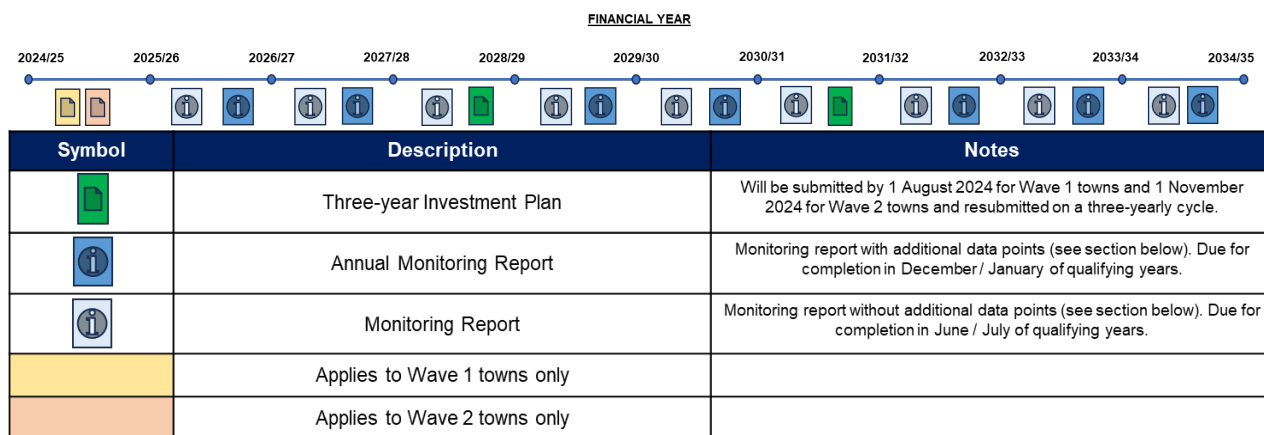 FINANCIAL YEAR
2024/25 2025/26 2026/27 2027/28 2028/29 2029/30 2030/31 2031/32 2032/33 2033/34 2034/35
Symbol Description Notes
Three-year Investment Plan
Will be submitted by 1 August 2024 for Wave 1 towns and 1 November
2024 for Wave 2 towns and resubmitted on a three-yearly cycle.
Annual Monitoring Report
Monitoring report with additional data points (see section below). Due for
completion in December / January of qualifying years.
Monitoring Report
Monitoring report without additional data points (see section below). Due for
completion in June / July of qualifying years.
Applies to Wave 1 towns only
Applies to Wave 2 towns only